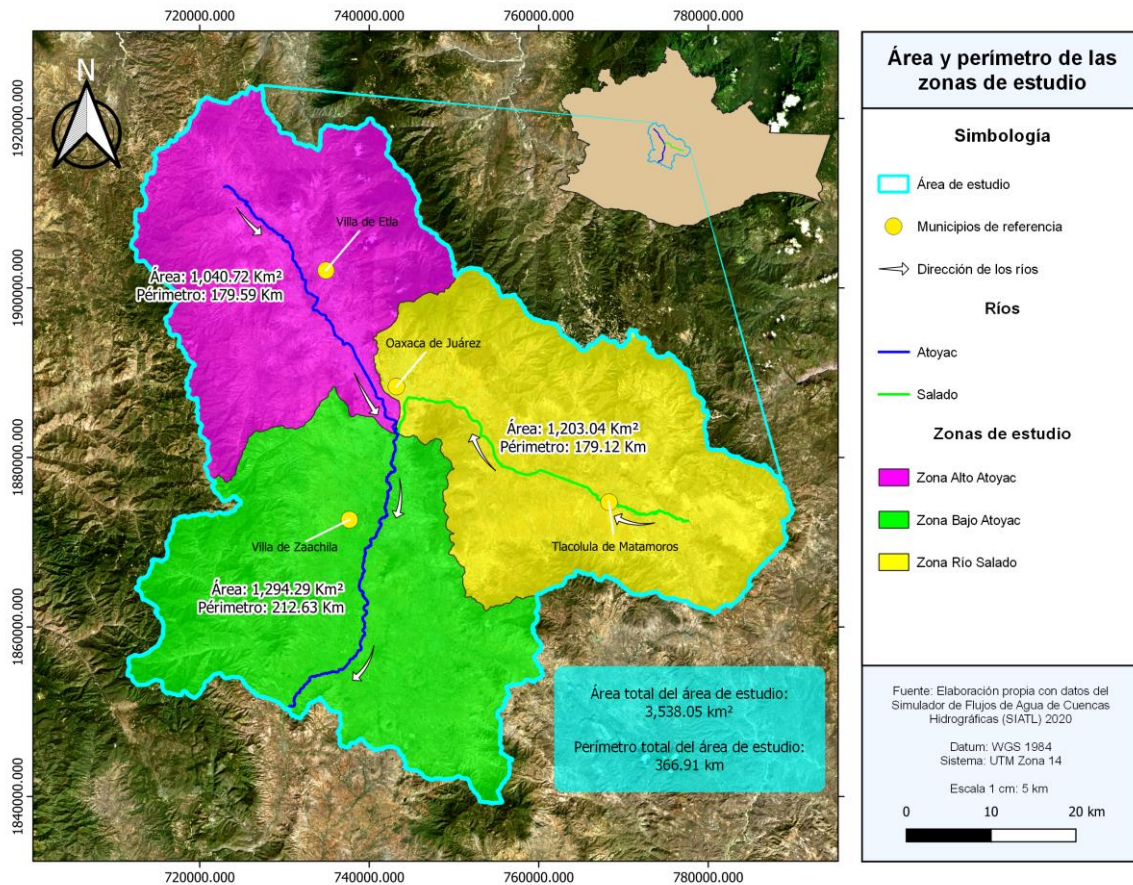 720000.000 740000.000 760000.000 780000.000
1920000.000
1900000.000
1880000.000
1860000.000
1840000.000
N
Villa de Etla
Área: 1,040.72 Km²
Périmetro: 179.59 Km
Oaxaca de Juárez
Área: 1,203.04 Km²
Périmetro: 179.12 Km
Villa de Zaachila
Tlacolula de Matamoros
Área: 1,294.29 Km²
Périmetro: 212.63 Km
Área total del área de estudio:
3,538.05 km²
Perímetro total del área de estudio:
366.91 km
720000.000 740000.000 760000.000 780000.000
Área y perímetro de las
zonas de estudio
Simbología
Área de estudio
Municipios de referencia
Dirección de los ríos
Ríos
Atoyac
Salado
Zonas de estudio
Zona Alto Atoyac
Zona Bajo Atoyac
Zona Río Salado
Fuente: Elaboración propia con datos del
Simulador de Flujos de Agua de Cuencas
Hidrográficas (SIATL) 2020
Datum: WGS 1984
Sistema: UTM Zona 14
Escala 1 cm: 5 km
0 10 20 km